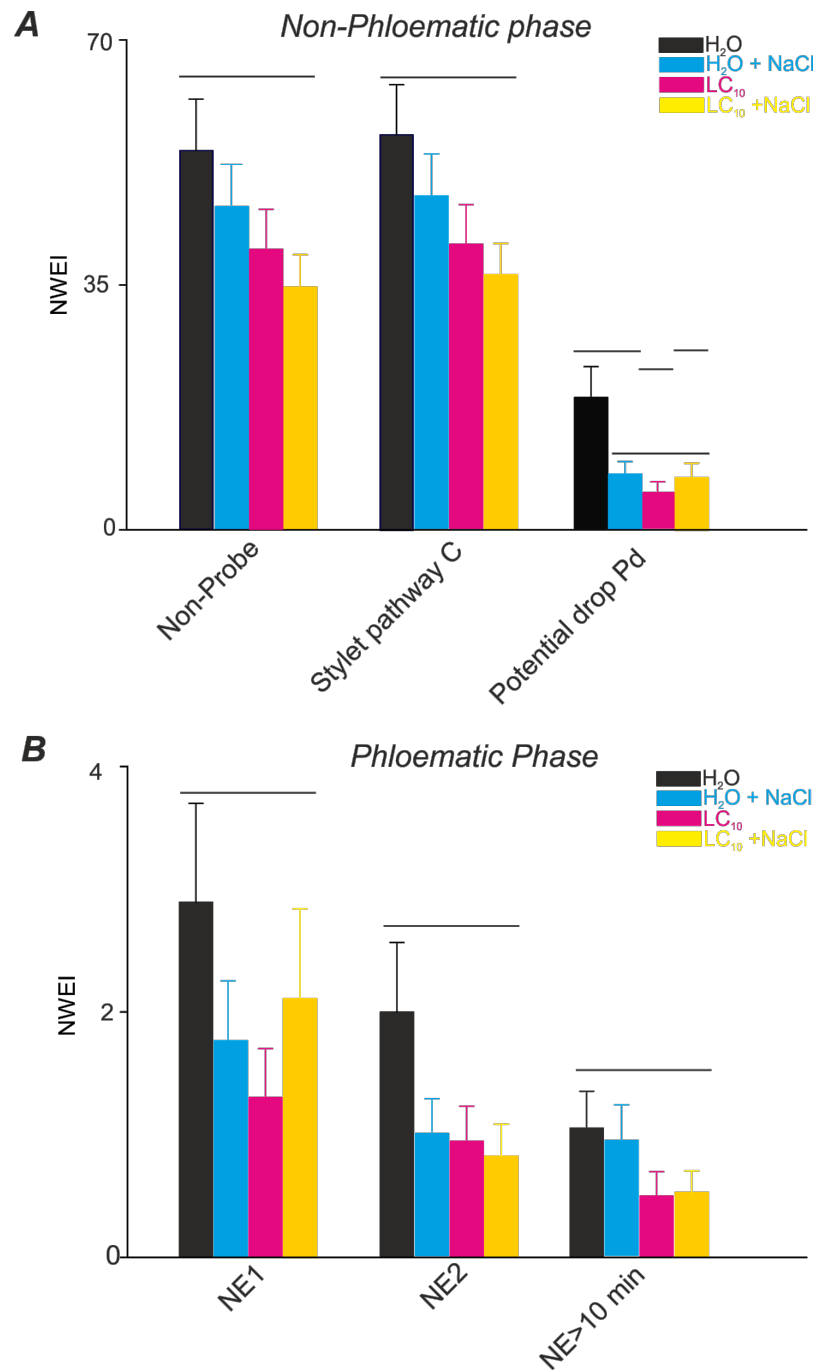 A
Non-Phloematic phase
70
H₂O
H₂O + NaCl
LC₁₀
LC₁₀ +NaCl
NWEI
35
0
Non-Probe
Stylet pathway C
Potential drop Pd
B
Phloematic Phase
4
H₂O
H₂O + NaCl
LC₁₀
LC₁₀ +NaCl
NWEI
2
0
NE1
NE2
NE>10 min